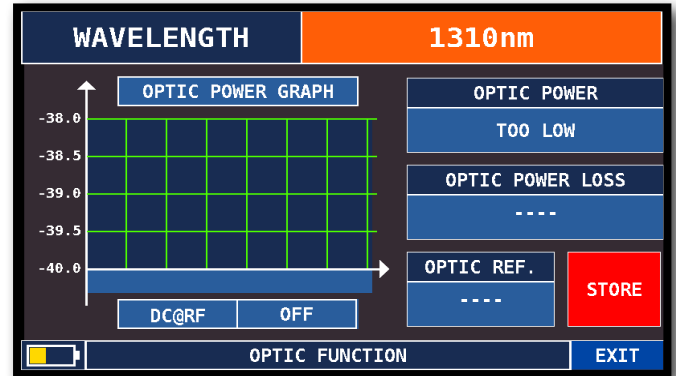 WAVELENGTH 1310nm
OPTIC POWER GRAPH
-38.0
-38.5
-39.0
-39.5
-40.0
DC@RF OFF
OPTIC POWER
TOO LOW
OPTIC POWER LOSS
----
OPTIC REF.
----
STORE
OPTIC FUNCTION
EXIT